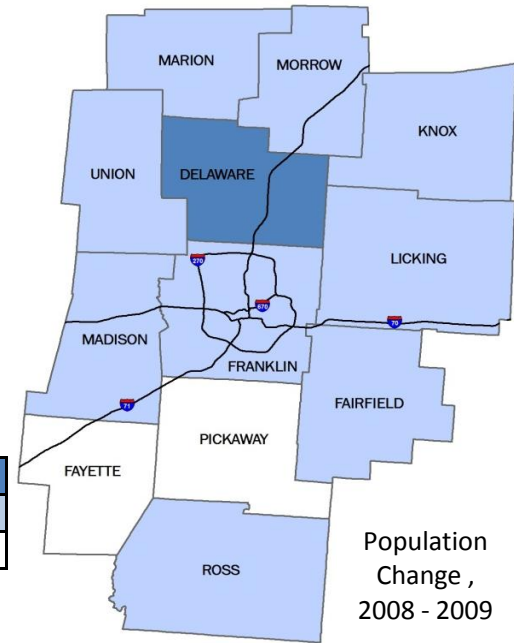 MARION
MORROW
KNOX
UNION
DELAWARE
LICKING
270
670
70
MADISON
FRANKLIN
FAIRFIELD
71
PICKAWAY
FAYETTE
ROSS
Population
Change ,
2008 - 2009